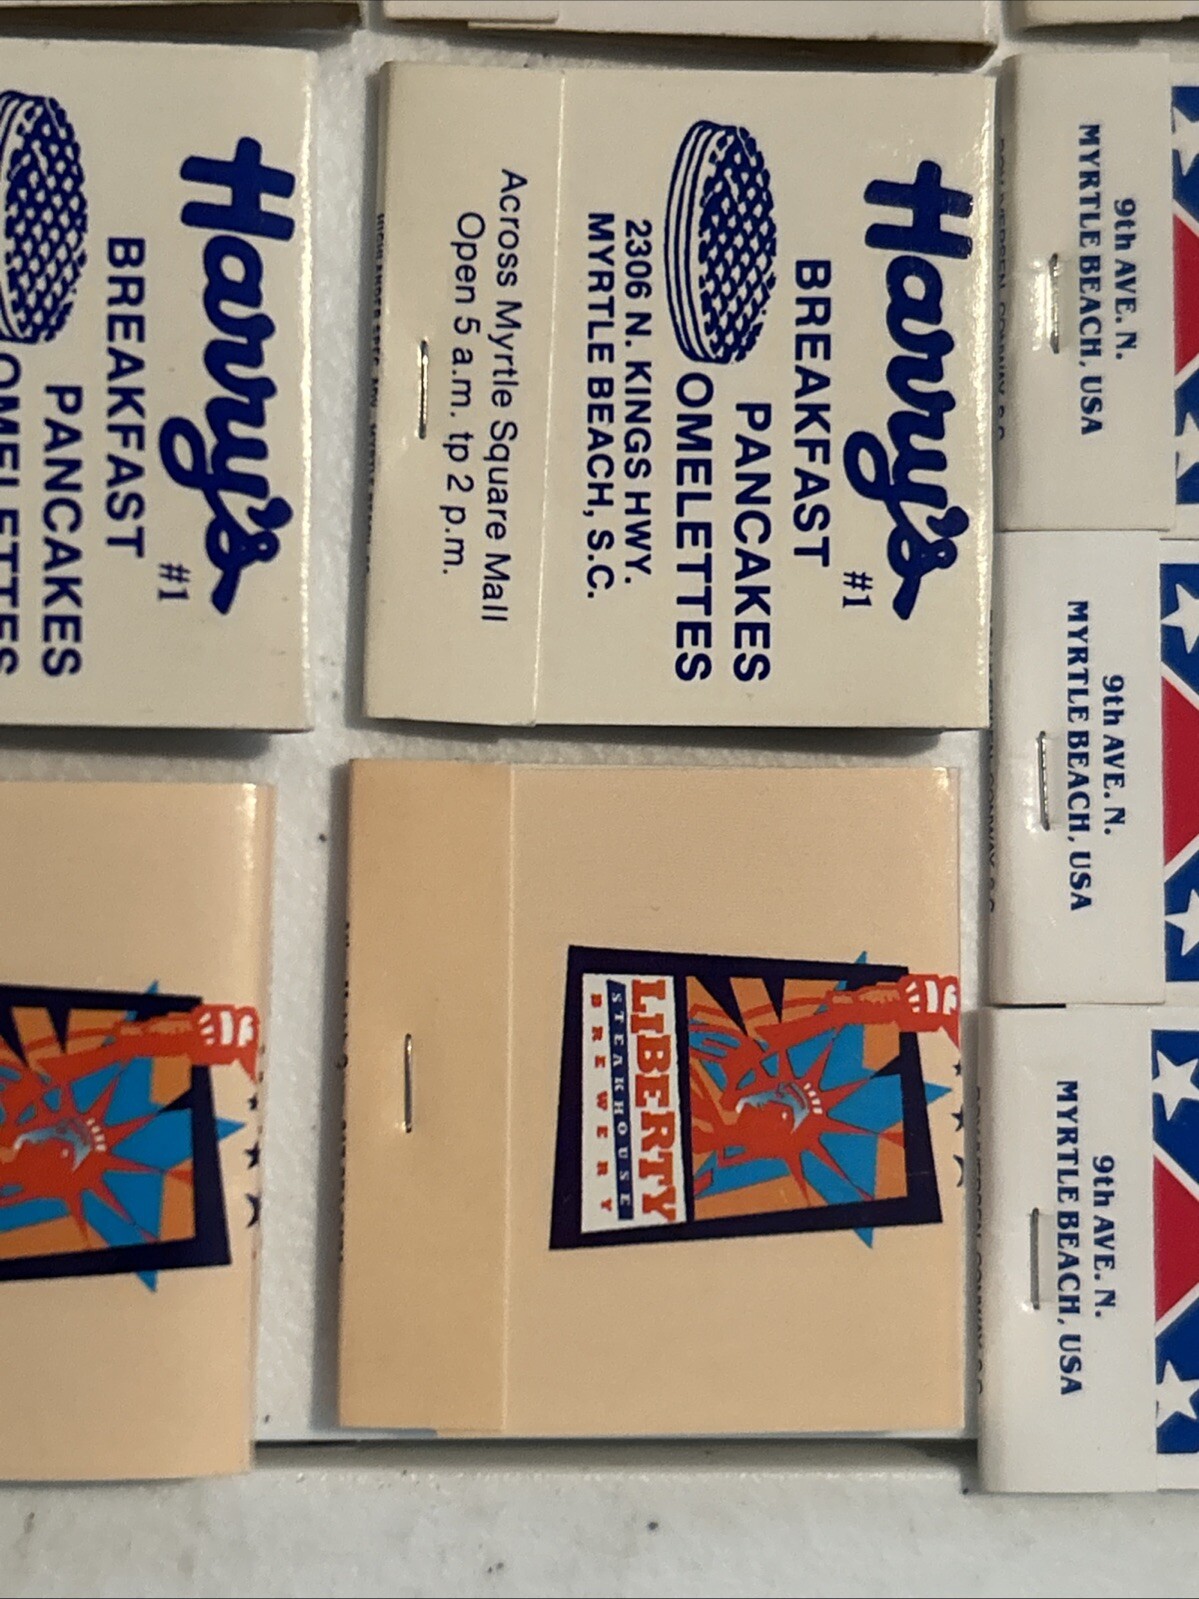 Harry's
#1
BREAKFAST
PANCAKES
OMELETTES
2306 N. KINGS HWY.
MYRTLE BEACH, S.C.
Across Myrtle Square Mall
Open 5 a.m. tp 2 p.m.
Harry's
#1
BREAKFAST
PANCAKES
OMELETTES
LIBERTY
STEAKHOUSE
BREWERY
9th AVE. N.
MYRTLE BEACH, USA
9th AVE. N.
MYRTLE BEACH, USA
9th AVE. N.
MYRTLE BEACH, USA